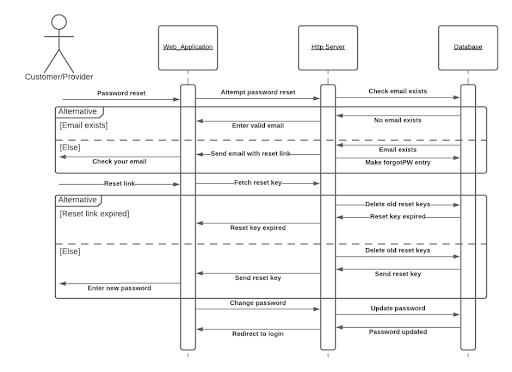 Web_Application
Http Server
Database
Customer/Provider
Password reset
Attempt password reset
Check email exists
Alternative
No email exists
[Email exists]
Enter valid email
[Else]
Email exists
Send email with reset link
Check your email
Make forgotPW entry
Reset link
Fetch reset key
Alternative
Delete old reset keys
[Reset link expired]
Reset key expired
Reset key expired
[Else]
Delete old reset keys
Send reset key
Send reset key
Enter new password
Change password
Update password
Redirect to login
Password updated